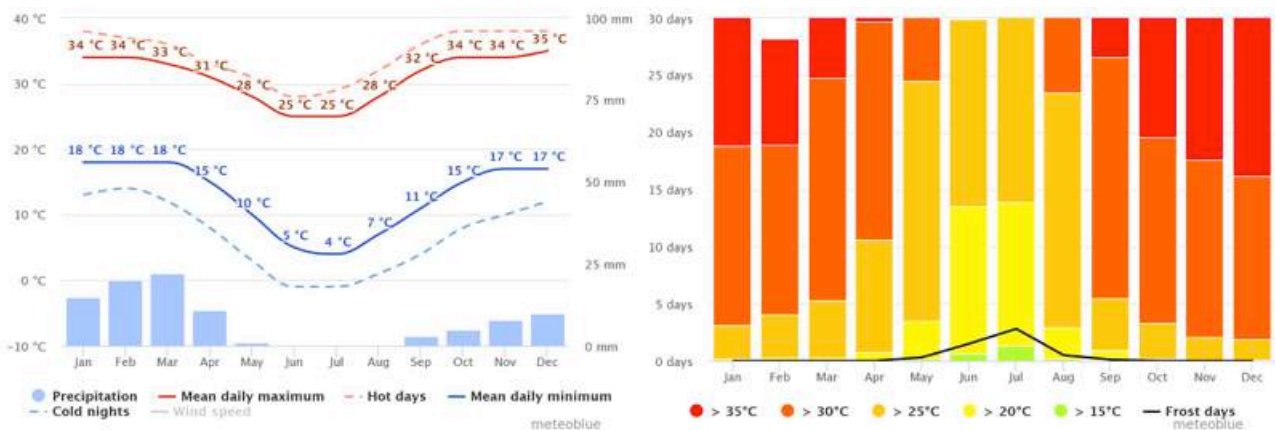 40 °C
30 °C
20 °C
10 °C
0 °C
−10 °C
100 mm
75 mm
50 mm
25 mm
0 mm
34 °C 34 °C 33 °C 31 °C 28 °C 25 °C 25 °C 28 °C 32 °C 34 °C 34 °C 35 °C
18 °C 18 °C 18 °C 15 °C 10 °C 5 °C 4 °C 7 °C 11 °C 15 °C 17 °C 17 °C
Jan Feb Mar Apr May Jun Jul Aug Sep Oct Nov Dec
Precipitation Mean daily maximum Hot days Mean daily minimum
Cold nights Wind speed
meteoblue
30 days
25 days
20 days
15 days
10 days
5 days
0 days
Jan Feb Mar Apr May Jun Jul Aug Sep Oct Nov Dec
> 35°C > 30°C > 25°C > 20°C > 15°C Frost days
meteoblue